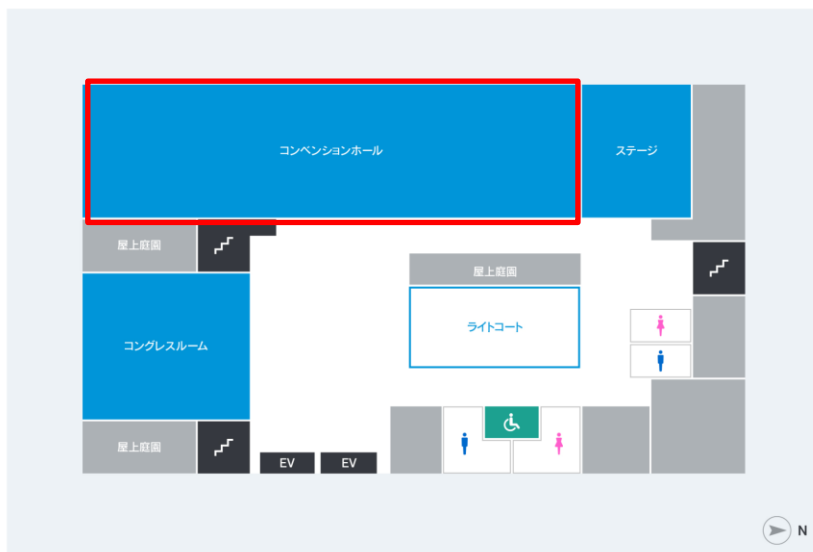 コンベンションホール
ステージ
屋上庭園
屋上庭園
コングレスルーム
ライトコート
屋上庭園
EV
EV
N